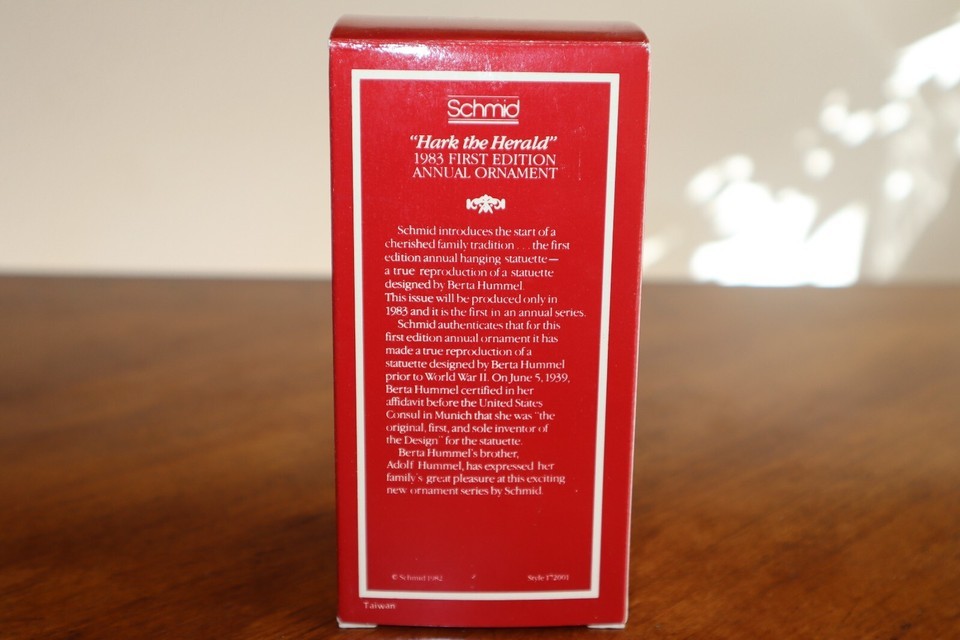 Schmid
"Hark the Herald"
1983 FIRST EDITION
ANNUAL ORNAMENT
Schmid introduces the start of a
cherished family tradition . . . the first
edition annual hanging statuette—
a true reproduction of a statuette
designed by Berta Hummel.
This issue will be produced only in
1983 and it is the first in an annual series.
Schmid authenticates that for this
first edition annual ornament it has
made a true reproduction of a
statuette designed by Berta Hummel
prior to World War II. On June 5, 1939,
Berta Hummel certified in her
affidavit before the United States
Consul in Munich that she was "the
original, first, and sole inventor of
the Design" for the statuette.
Berta Hummel's brother,
Adolf Hummel, has expressed her
family's great pleasure at this exciting
new ornament series by Schmid.
© Schmid 1982
Style 172001
Taiwan